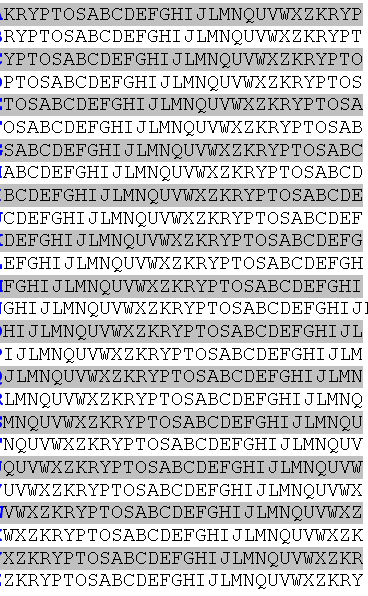 KRYPTOSABCDEFGHIJLMNQUVWXZKRYP
RYPTOSABCDEFGHIJLMNQUVWXZKRYPT
YPTOSABCDEFGHIJLMNQUVWXZKRYPTO
PTOSABCDEFGHIJLMNQUVWXZKRYPTOS
TOSABCDEFGHIJLMNQUVWXZKRYPTOSA
OSABCDEFGHIJLMNQUVWXZKRYPTOSAB
SABCDEFGHIJLMNQUVWXZKRYPTOSABC
ABCDEFGHIJLMNQUVWXZKRYPTOSABCD
BCDEFGHIJLMNQUVWXZKRYPTOSABCDE
CDEFGHIJLMNQUVWXZKRYPTOSABCDEF
DEFGHIJLMNQUVWXZKRYPTOSABCDEFG
EFGHIJLMNQUVWXZKRYPTOSABCDEFGH
FGHIJLMNQUVWXZKRYPTOSABCDEFGHI
GHIJLMNQUVWXZKRYPTOSABCDEFGHIJ
HIJLMNQUVWXZKRYPTOSABCDEFGHIJL
IJLMNQUVWXZKRYPTOSABCDEFGHIJLM
JLMNQUVWXZKRYPTOSABCDEFGHIJLMN
LMNQUVWXZKRYPTOSABCDEFGHIJLMNQ
MNQUVWXZKRYPTOSABCDEFGHIJLMNQU
NQUVWXZKRYPTOSABCDEFGHIJLMNQUV
QUVWXZKRYPTOSABCDEFGHIJLMNQUVW
UVWXZKRYPTOSABCDEFGHIJLMNQUVWX
VWXZKRYPTOSABCDEFGHIJLMNQUVWXZ
WXZKRYPTOSABCDEFGHIJLMNQUVWXZK
XZKRYPTOSABCDEFGHIJLMNQUVWXZKR
ZKRYPTOSABCDEFGHIJLMNQUVWXZKRY